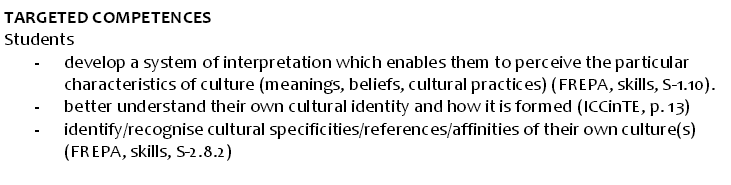 TARGETED COMPETENCES
Students
- develop a system of interpretation which enables them to perceive the particular
characteristics of culture (meanings, beliefs, cultural practices) (FREPA, skills, S-1.10).
- better understand their own cultural identity and how it is formed (ICCinTE, p. 13)
- identify/recognise cultural specificities/references/affinities of their own culture(s)
(FREPA, skills, S-2.8.2)